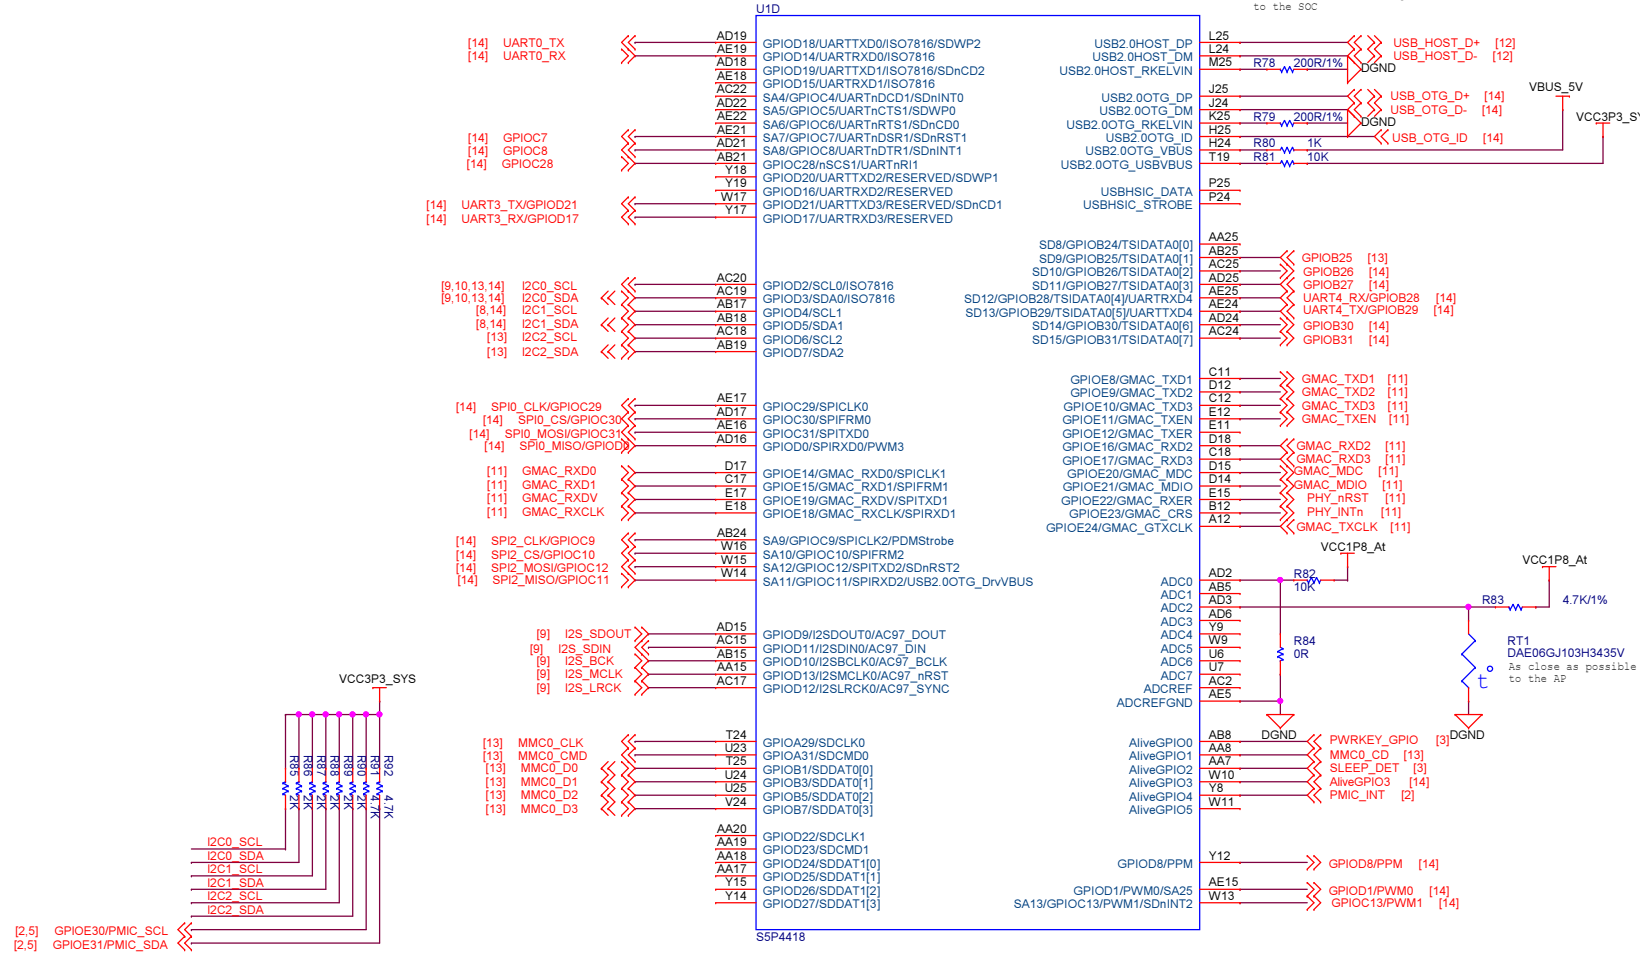 to the SOC
U1D
[14] UART0_TX AD19 GPIOD18/UARTTXD0/ISO7816/SDWP2
[14] UART0_RX AE19 GPIOD14/UARTRXD0/ISO7816
AD18 GPIOD19/UARTTXD1/ISO7816/SDnCD2
AE18 GPIOD15/UARTRXD1/ISO7816
AC22 SA4/GPIOC4/UARTnDCD1/SDnINT0
AD22 SA5/GPIOC5/UARTnCTS1/SDWP0
AE22 SA6/GPIOC6/UARTnRTS1/SDnCD0
[14] GPIOC7 AE21 SA7/GPIOC7/UARTnDSR1/SDnRST1
[14] GPIOC8 AD21 SA8/GPIOC8/UARTnDTR1/SDnINT1
[14] GPIOC28 AB21 GPIOC28/nSCS1/UARTnRI1
Y18 GPIOD20/UARTTXD2/RESERVED/SDWP1
Y19 GPIOD16/UARTRXD2/RESERVED
[14] UART3_TX/GPIOD21 W17 GPIOD21/UARTTXD3/RESERVED/SDnCD1
[14] UART3_RX/GPIOD17 Y17 GPIOD17/UARTRXD3/RESERVED
[9,10,13,14] I2C0_SCL AC20 GPIOD2/SCL0/ISO7816
[9,10,13,14] I2C0_SDA AC19 GPIOD3/SDA0/ISO7816
[8,14] I2C1_SCL AB17 GPIOD4/SCL1
[8,14] I2C1_SDA AB18 GPIOD5/SDA1
[13] I2C2_SCL AC18 GPIOD6/SCL2
[13] I2C2_SDA AB19 GPIOD7/SDA2
[14] SPI0_CLK/GPIOC29 AE17 GPIOC29/SPICLK0
[14] SPI0_CS/GPIOC30 AD17 GPIOC30/SPIFRM0
[14] SPI0_MOSI/GPIOC31 AE16 GPIOC31/SPITXD0
[14] SPI0_MISO/GPIOD0 AD16 GPIOD0/SPIRXD0/PWM3
[11] GMAC_RXD0 D17 GPIOE14/GMAC_RXD0/SPICLK1
[11] GMAC_RXD1 C17 GPIOE15/GMAC_RXD1/SPIFRM1
[11] GMAC_RXDV E17 GPIOE19/GMAC_RXDV/SPITXD1
[11] GMAC_RXCLK E18 GPIOE18/GMAC_RXCLK/SPIRXD1
[14] SPI2_CLK/GPIOC9 AB24 SA9/GPIOC9/SPICLK2/PDMStrobe
[14] SPI2_CS/GPIOC10 W16 SA10/GPIOC10/SPIFRM2
[14] SPI2_MOSI/GPIOC12 W15 SA12/GPIOC12/SPITXD2/SDnRST2
[14] SPI2_MISO/GPIOC11 W14 SA11/GPIOC11/SPIRXD2/USB2.0OTG_DrvVBUS
[9] I2S_SDOUT AD15 GPIOD9/I2SDOUT0/AC97_DOUT
[9] I2S_SDIN AC15 GPIOD11/I2SDIN0/AC97_DIN
[9] I2S_BCK AB15 GPIOD10/I2SBCLK0/AC97_BCLK
[9] I2S_MCLK AA15 GPIOD13/I2SMCLK0/AC97_nRST
[9] I2S_LRCK AC17 GPIOD12/I2SLRCK0/AC97_SYNC
[13] MMC0_CLK T24 GPIOA29/SDCLK0
[13] MMC0_CMD U23 GPIOA31/SDCMD0
[13] MMC0_D0 T25 GPIOB1/SDDAT0[0]
[13] MMC0_D1 U24 GPIOB3/SDDAT0[1]
[13] MMC0_D2 U25 GPIOB5/SDDAT0[2]
[13] MMC0_D3 V24 GPIOB7/SDDAT0[3]
AA20 GPIOD22/SDCLK1
AA19 GPIOD23/SDCMD1
AA18 GPIOD24/SDDAT1[0]
AA17 GPIOD25/SDDAT1[1]
Y15 GPIOD26/SDDAT1[2]
Y14 GPIOD27/SDDAT1[3]
S5P4418
USB2.0HOST_DP L25 USB_HOST_D+ [12]
USB2.0HOST_DM L24 USB_HOST_D- [12]
USB2.0HOST_RKELVIN M25 R78 200R/1% DGND
USB2.0OTG_DP J25 USB_OTG_D+ [14]
USB2.0OTG_DM J24 USB_OTG_D- [14]
USB2.0OTG_RKELVIN K25 R79 200R/1% DGND
USB2.0OTG_ID H25 USB_OTG_ID [14]
USB2.0OTG_VBUS H24 R80 1K VBUS_5V
USB2.0OTG_USBVBUS T19 R81 10K VCC3P3_SY
USBHSIC_DATA P25
USBHSIC_STROBE P24
SD8/GPIOB24/TSIDATA0[0] AA25
SD9/GPIOB25/TSIDATA0[1] AB25 GPIOB25 [13]
SD10/GPIOB26/TSIDATA0[2] AC25 GPIOB26 [14]
SD11/GPIOB27/TSIDATA0[3] AD25 GPIOB27 [14]
SD12/GPIOB28/TSIDATA0[4]/UARTRXD4 AE25 UART4_RX/GPIOB28 [14]
SD13/GPIOB29/TSIDATA0[5]/UARTTXD4 AE24 UART4_TX/GPIOB29 [14]
SD14/GPIOB30/TSIDATA0[6] AD24 GPIOB30 [14]
SD15/GPIOB31/TSIDATA0[7] AC24 GPIOB31 [14]
GPIOE8/GMAC_TXD1 C11 GMAC_TXD1 [11]
GPIOE9/GMAC_TXD2 D12 GMAC_TXD2 [11]
GPIOE10/GMAC_TXD3 C12 GMAC_TXD3 [11]
GPIOE11/GMAC_TXEN E12 GMAC_TXEN [11]
GPIOE12/GMAC_TXER E11
GPIOE16/GMAC_RXD2 D18 GMAC_RXD2 [11]
GPIOE17/GMAC_RXD3 C18 GMAC_RXD3 [11]
GPIOE20/GMAC_MDC D15 GMAC_MDC [11]
GPIOE21/GMAC_MDIO D14 GMAC_MDIO [11]
GPIOE22/GMAC_RXER E15 PHY_nRST [11]
GPIOE23/GMAC_CRS B12 PHY_INTn [11]
GPIOE24/GMAC_GTXCLK A12 GMAC_TXCLK [11]
VCC1P8_At
VCC1P8_At
ADC0 AD2 R82 10K
ADC1 AB5
ADC2 AD3 R83 4.7K/1%
ADC3 AD6
ADC4 Y9
ADC5 W9 R84 0R
ADC6 U6
ADC7 U7
ADCREF AC2
ADCREFGND AE5
RT1
DAE06GJ103H3435V
As close as possible
to the AP
t
DGND
DGND
AliveGPIO0 AB8 PWRKEY_GPIO [3]
AliveGPIO1 AA8 MMC0_CD [13]
AliveGPIO2 AA7 SLEEP_DET [3]
AliveGPIO3 W10 AliveGPIO3 [14]
AliveGPIO4 Y8 PMIC_INT [2]
AliveGPIO5 W11
GPIOD8/PPM Y12 GPIOD8/PPM [14]
GPIOD1/PWM0/SA25 AE15 GPIOD1/PWM0 [14]
SA13/GPIOC13/PWM1/SDnINT2 W13 GPIOC13/PWM1 [14]
VCC3P3_SYS
R85 2K
R86 2K
R87 2K
R88 2K
R89 2K
R90 2K
R91 4.7K
R92 4.7K
I2C0_SCL
I2C0_SDA
I2C1_SCL
I2C1_SDA
I2C2_SCL
I2C2_SDA
[2,5] GPIOE30/PMIC_SCL
[2,5] GPIOE31/PMIC_SDA